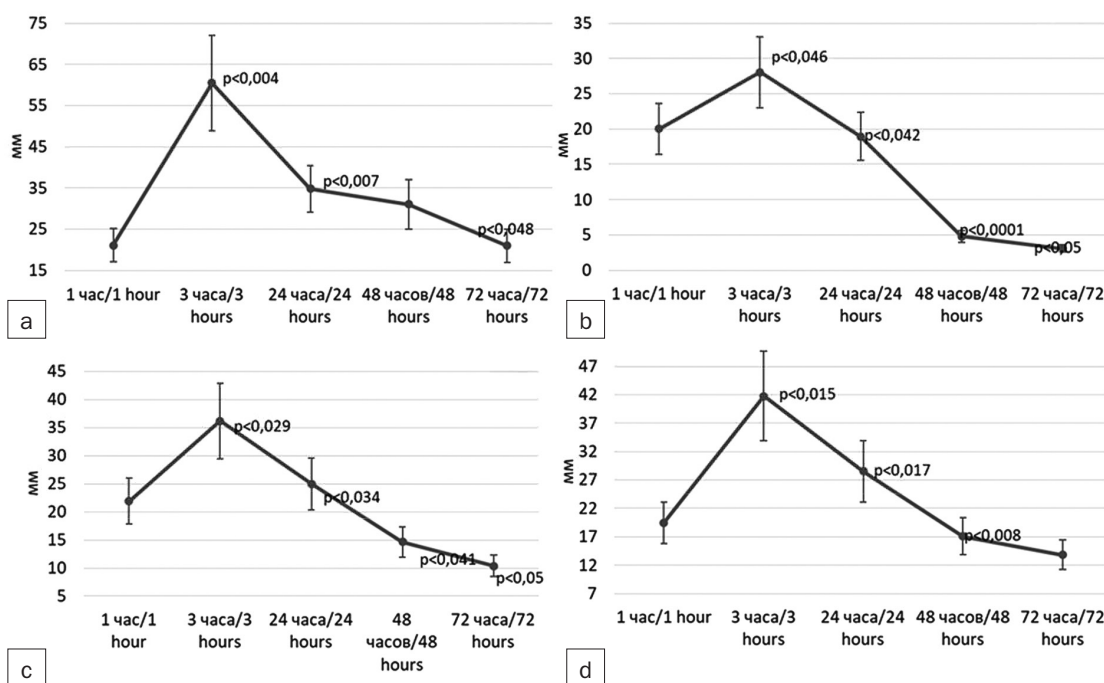 75
65
55
45
35
25
15
мм
p<0,004
p<0,007
p<0,048
1 час/1 hour
3 часа/3
hours
24 часа/24
hours
48 часов/48
hours
72 часа/72
hours
a
35
30
25
20
15
10
5
0
мм
p<0,046
p<0,042
p<0,0001
p<0,05
1 час/1 hour
3 часа/3
hours
24 часа/24
hours
48 часов/48
hours
72 часа/72
hours
b
45
40
35
30
25
20
15
10
5
мм
p<0,029
p<0,034
p<0,041
p<0,05
1 час/1
hour
3 часа/3
hours
24 часа/24
hours
48
часов/48
hours
72 часа/72
hours
c
47
42
37
32
27
22
17
12
7
мм
p<0,015
p<0,017
p<0,008
1 час/1 hour
3 часа/3
hours
24 часа/24
hours
48 часов/48
hours
72 часа/72
hours
d